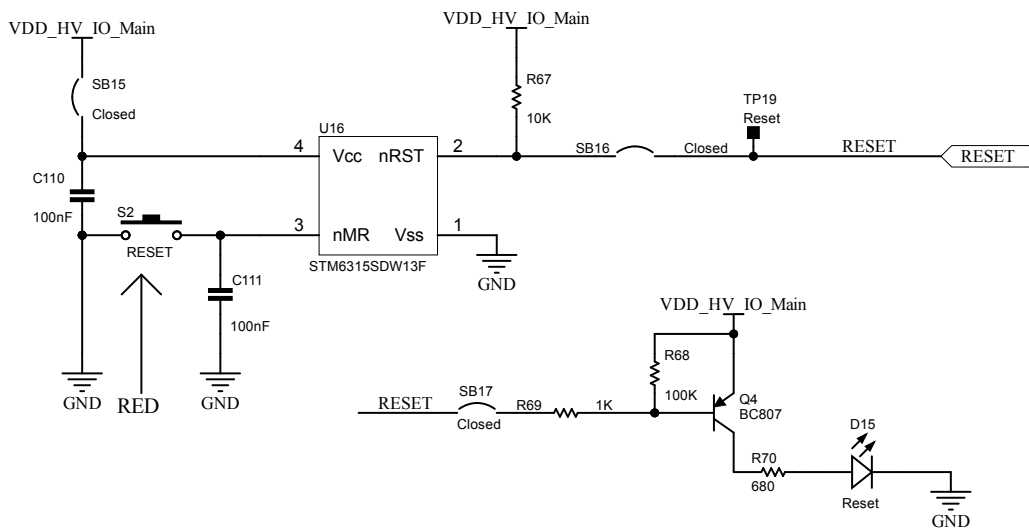 VDD_HV_IO_Main
VDD_HV_IO_Main
SB15
Closed
R67
10K
TP19
Reset
U16
4
Vcc
nRST
2
SB16
Closed
RESET
RESET
C110
100nF
S2
RESET
3
nMR
Vss
1
STM6315SDW13F
GND
C111
100nF
GND
RED
GND
VDD_HV_IO_Main
R68
100K
RESET
SB17
Closed
R69
1K
Q4
BC807
D15
R70
680
Reset
GND